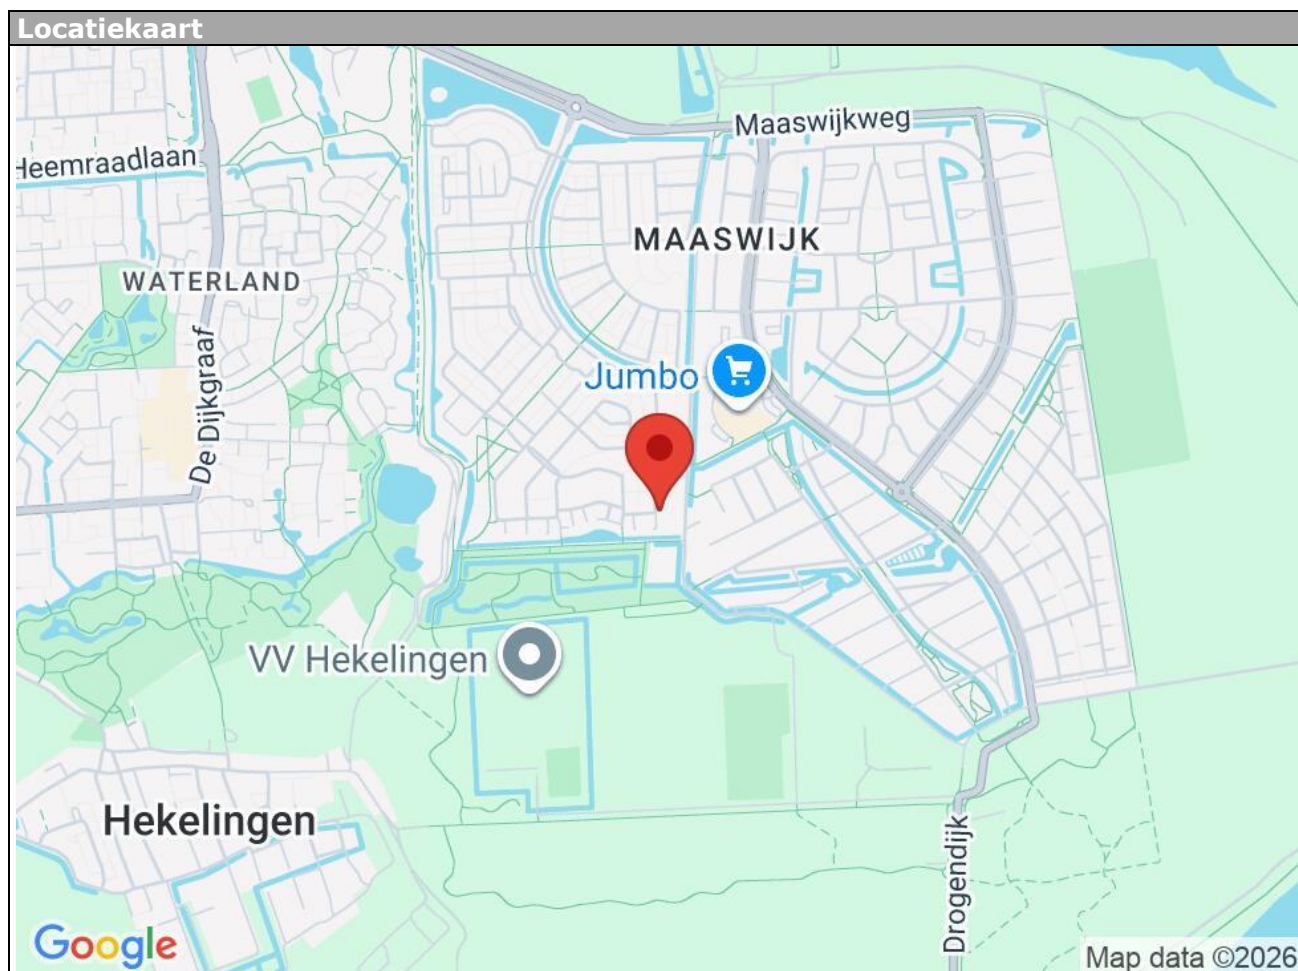 Locatiekaart
Maaswijkweg
Heemraadlaan
MAASWIJK
WATERLAND
De Dijkgraaf
Jumbo
VV Hekelingen
Hekelingen
Drogendijk
Google
Map data ©2026